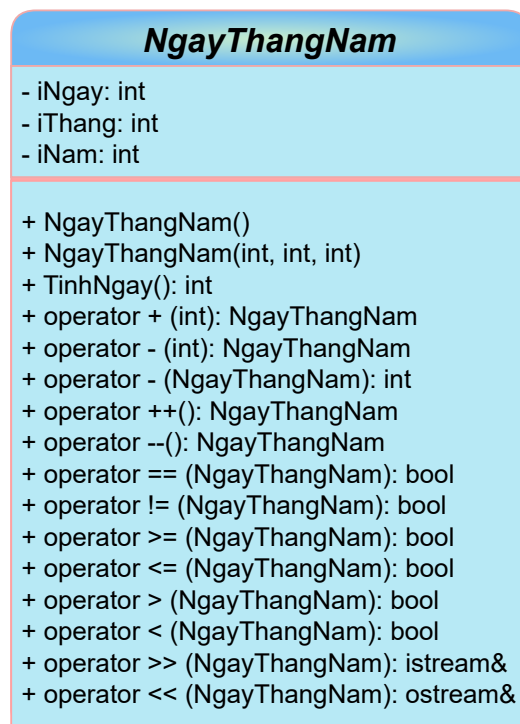 NgayThangNam
- iNgay: int
- iThang: int
- iNam: int
+ NgayThangNam()
+ NgayThangNam(int, int, int)
+ TinhNgay(): int
+ operator + (int): NgayThangNam
+ operator - (int): NgayThangNam
+ operator - (NgayThangNam): int
+ operator ++(): NgayThangNam
+ operator --(): NgayThangNam
+ operator == (NgayThangNam): bool
+ operator != (NgayThangNam): bool
+ operator >= (NgayThangNam): bool
+ operator <= (NgayThangNam): bool
+ operator > (NgayThangNam): bool
+ operator < (NgayThangNam): bool
+ operator >> (NgayThangNam): istream&
+ operator << (NgayThangNam): ostream&